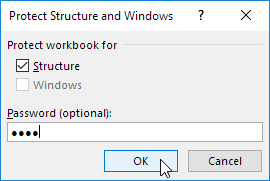 Protect Structure and Windows ? ×
Protect workbook for
Structure
Windows
Password (optional):
••••
OK Cancel